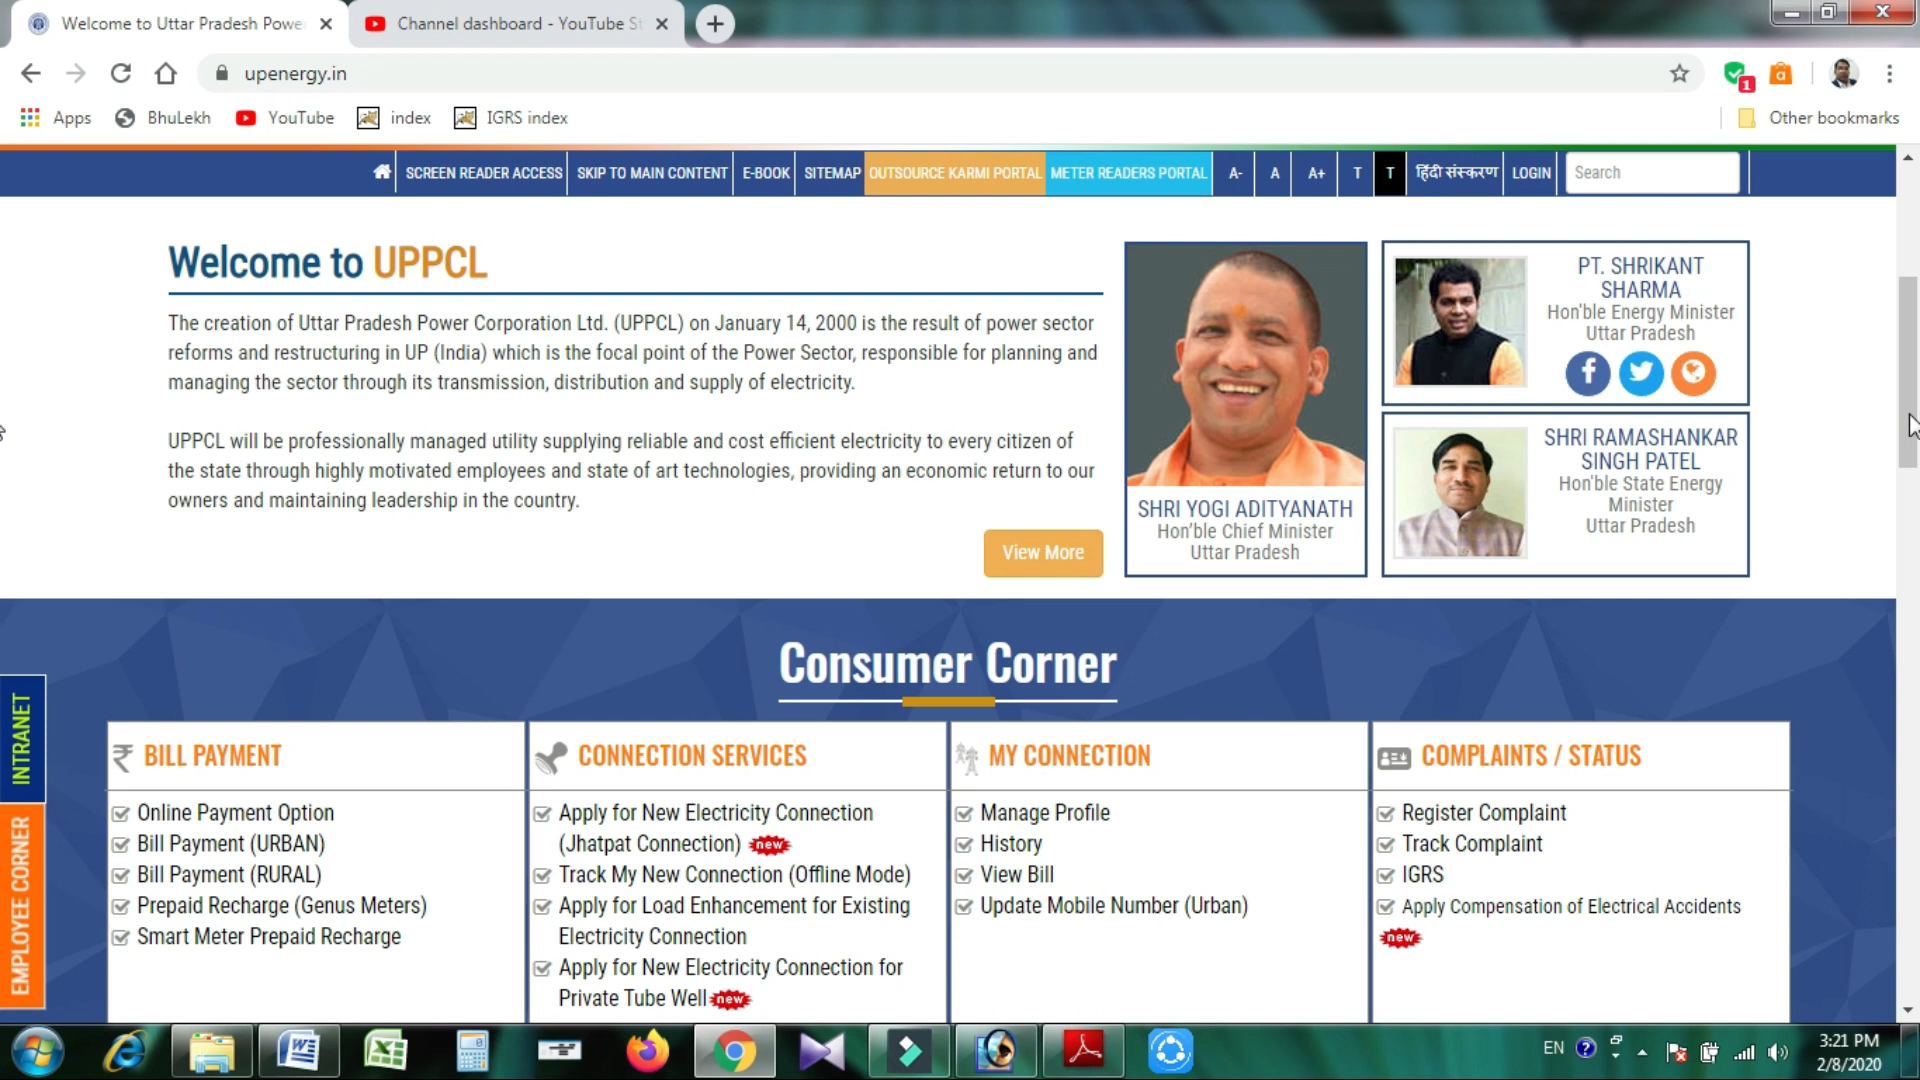 Welcome to Uttar Pradesh Powe
Channel dashboard - YouTube St
upenergy.in
1
a
Apps
BhuLekh
YouTube
index
IGRS index
Other bookmarks
SCREEN READER ACCESS
SKIP TO MAIN CONTENT
E-BOOK
SITEMAP
OUTSOURCE KARMI PORTAL
METER READERS PORTAL
A-
A
A+
T
T
हिंदी संस्करण
LOGIN
Search
Welcome to UPPCL
The creation of Uttar Pradesh Power Corporation Ltd. (UPPCL) on January 14, 2000 is the result of power sector
reforms and restructuring in UP (India) which is the focal point of the Power Sector, responsible for planning and
managing the sector through its transmission, distribution and supply of electricity.
UPPCL will be professionally managed utility supplying reliable and cost efficient electricity to every citizen of
the state through highly motivated employees and state of art technologies, providing an economic return to our
owners and maintaining leadership in the country.
View More
SHRI YOGI ADITYANATH
Hon'ble Chief Minister
Uttar Pradesh
PT. SHRIKANT
SHARMA
Hon'ble Energy Minister
Uttar Pradesh
SHRI RAMASHANKAR
SINGH PATEL
Hon'ble State Energy
Minister
Uttar Pradesh
INTRANET
EMPLOYEE CORNER
Consumer Corner
₹ BILL PAYMENT
Online Payment Option
Bill Payment (URBAN)
Bill Payment (RURAL)
Prepaid Recharge (Genus Meters)
Smart Meter Prepaid Recharge
CONNECTION SERVICES
Apply for New Electricity Connection
(Jhatpat Connection) new
Track My New Connection (Offline Mode)
Apply for Load Enhancement for Existing
Electricity Connection
Apply for New Electricity Connection for
Private Tube Well new
MY CONNECTION
Manage Profile
History
View Bill
Update Mobile Number (Urban)
COMPLAINTS / STATUS
Register Complaint
Track Complaint
IGRS
Apply Compensation of Electrical Accidents
new
EN
3:21 PM
2/8/2020